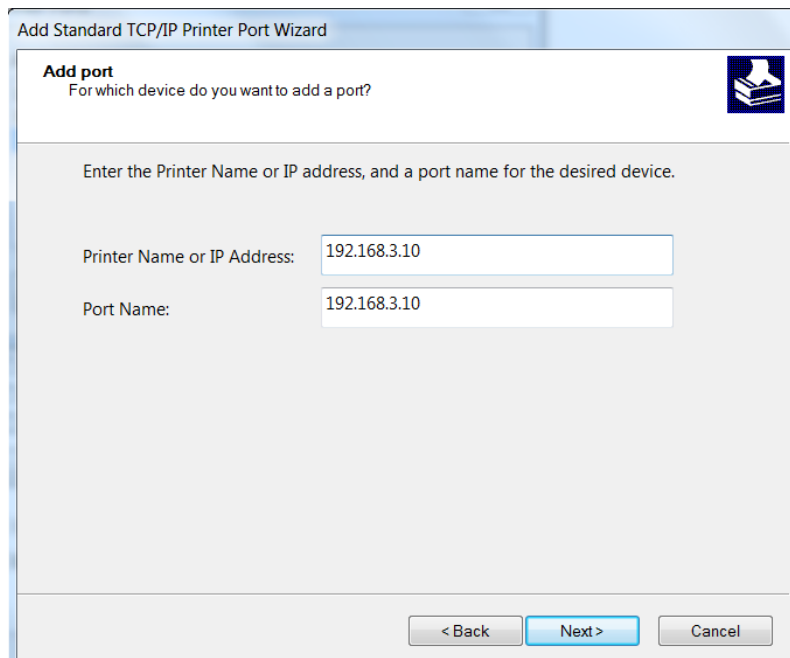 Add Standard TCP/IP Printer Port Wizard
Add port
For which device do you want to add a port?
Enter the Printer Name or IP address, and a port name for the desired device.
Printer Name or IP Address: 192.168.3.10
Port Name: 192.168.3.10
< Back Next > Cancel